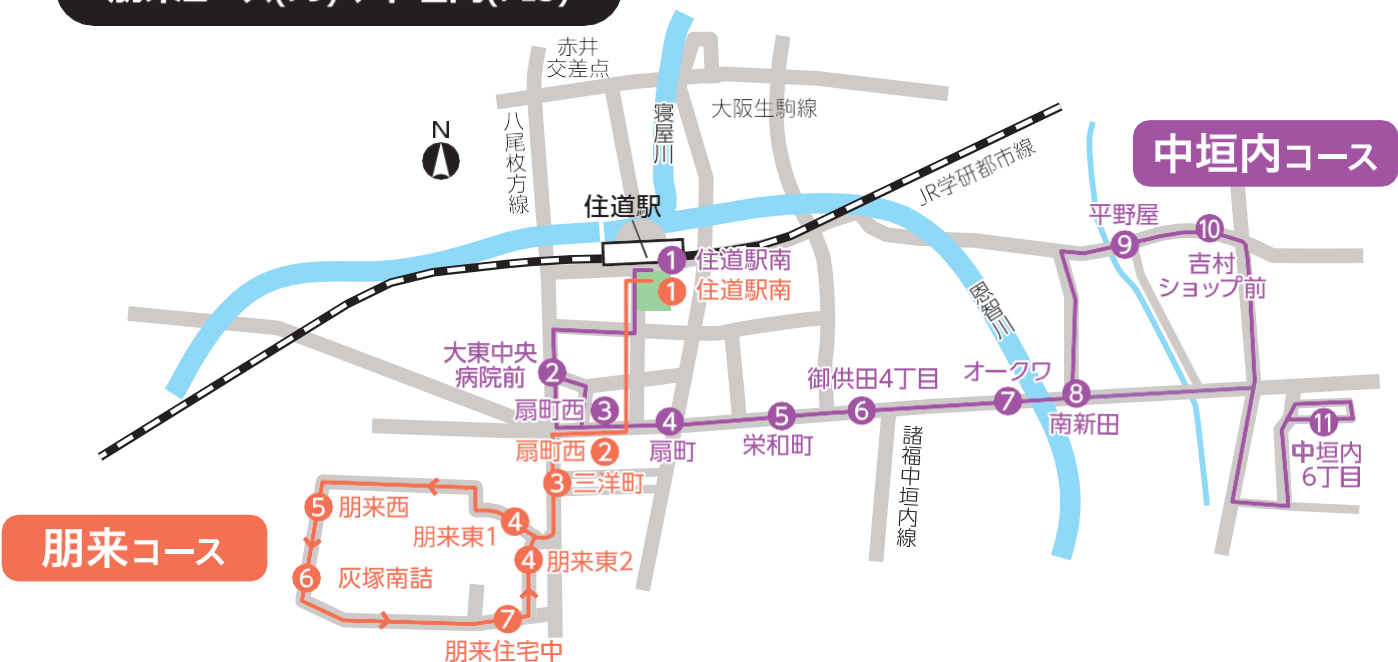 赤井
交差点
大阪生駒線
八尾枚方線
寝屋川
N
JR学研都市線
中垣内コース
住道駅
平野屋
9
10
吉村
ショップ前
1 住道駅南
1 住道駅南
恩智川
大東中央
病院前
2
扇町西 3
4
扇町
5
栄和町
御供田4丁目
6
オークワ
7
8
南新田
11
中垣内
6丁目
諸福中垣内線
扇町西 2
3 三洋町
朋来コース
5 朋来西
4
朋来東1
4 朋来東2
6 灰塚南詰
7
朋来住宅中